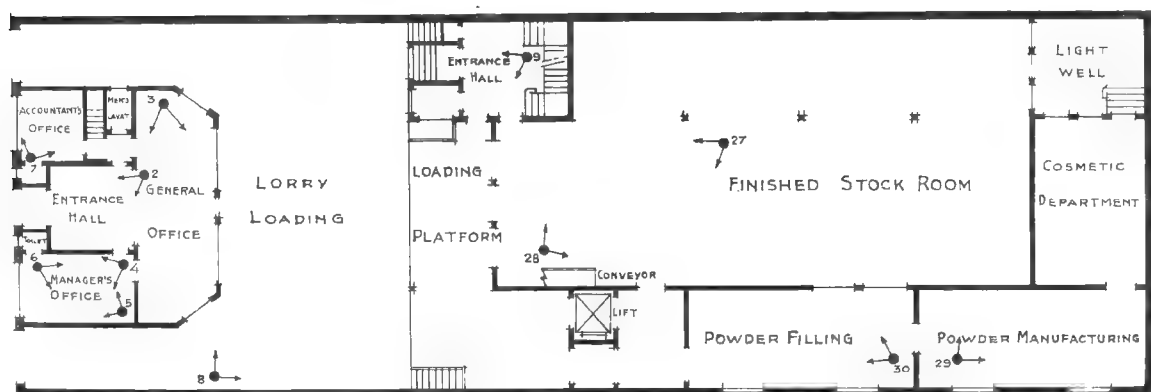 ENTRANCE
HALL
9
LIGHT
WELL
ACCOUNTANT'S
OFFICE
7
MEN'S
LAVAT.
3
2
GENERAL
OFFICE
ENTRANCE
HALL
TOILET
6
4
MANAGER'S
OFFICE
5
8
LORRY
LOADING
LOADING
PLATFORM
27
FINISHED STOCK ROOM
COSMETIC
DEPARTMENT
28
CONVEYOR
LIFT
POWDER FILLING
30
POWDER MANUFACTURING
29